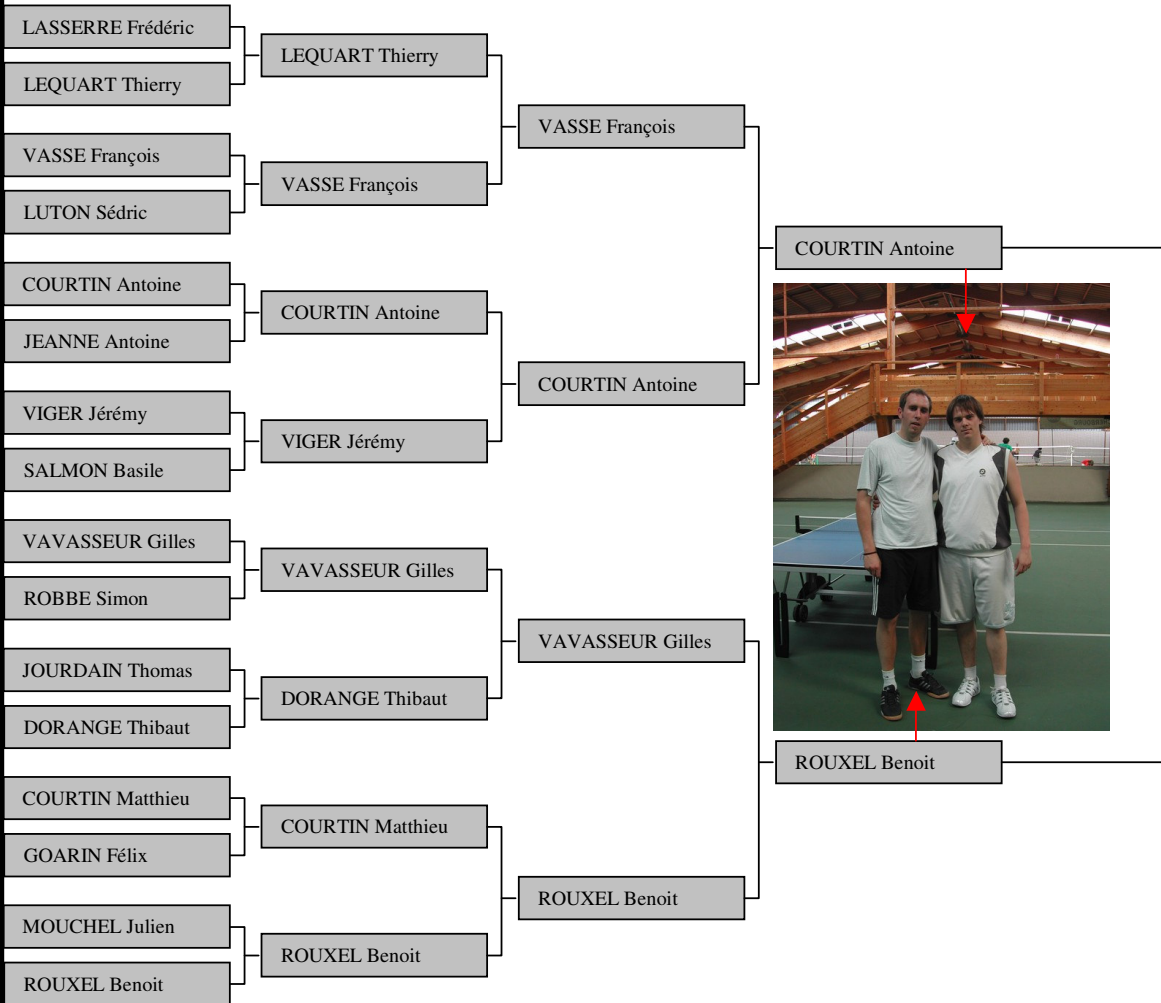 LASSERRE Frédéric
LEQUART Thierry
VASSE François
LUTON Sédric
COURTIN Antoine
JEANNE Antoine
VIGER Jérémy
SALMON Basile
VAVASSEUR Gilles
ROBBE Simon
JOURDAIN Thomas
DORANGE Thibaut
COURTIN Matthieu
GOARIN Félix
MOUCHEL Julien
ROUXEL Benoit
LEQUART Thierry
VASSE François
COURTIN Antoine
VIGER Jérémy
VAVASSEUR Gilles
DORANGE Thibaut
COURTIN Matthieu
ROUXEL Benoit
VASSE François
COURTIN Antoine
VAVASSEUR Gilles
ROUXEL Benoit
COURTIN Antoine
ROUXEL Benoit